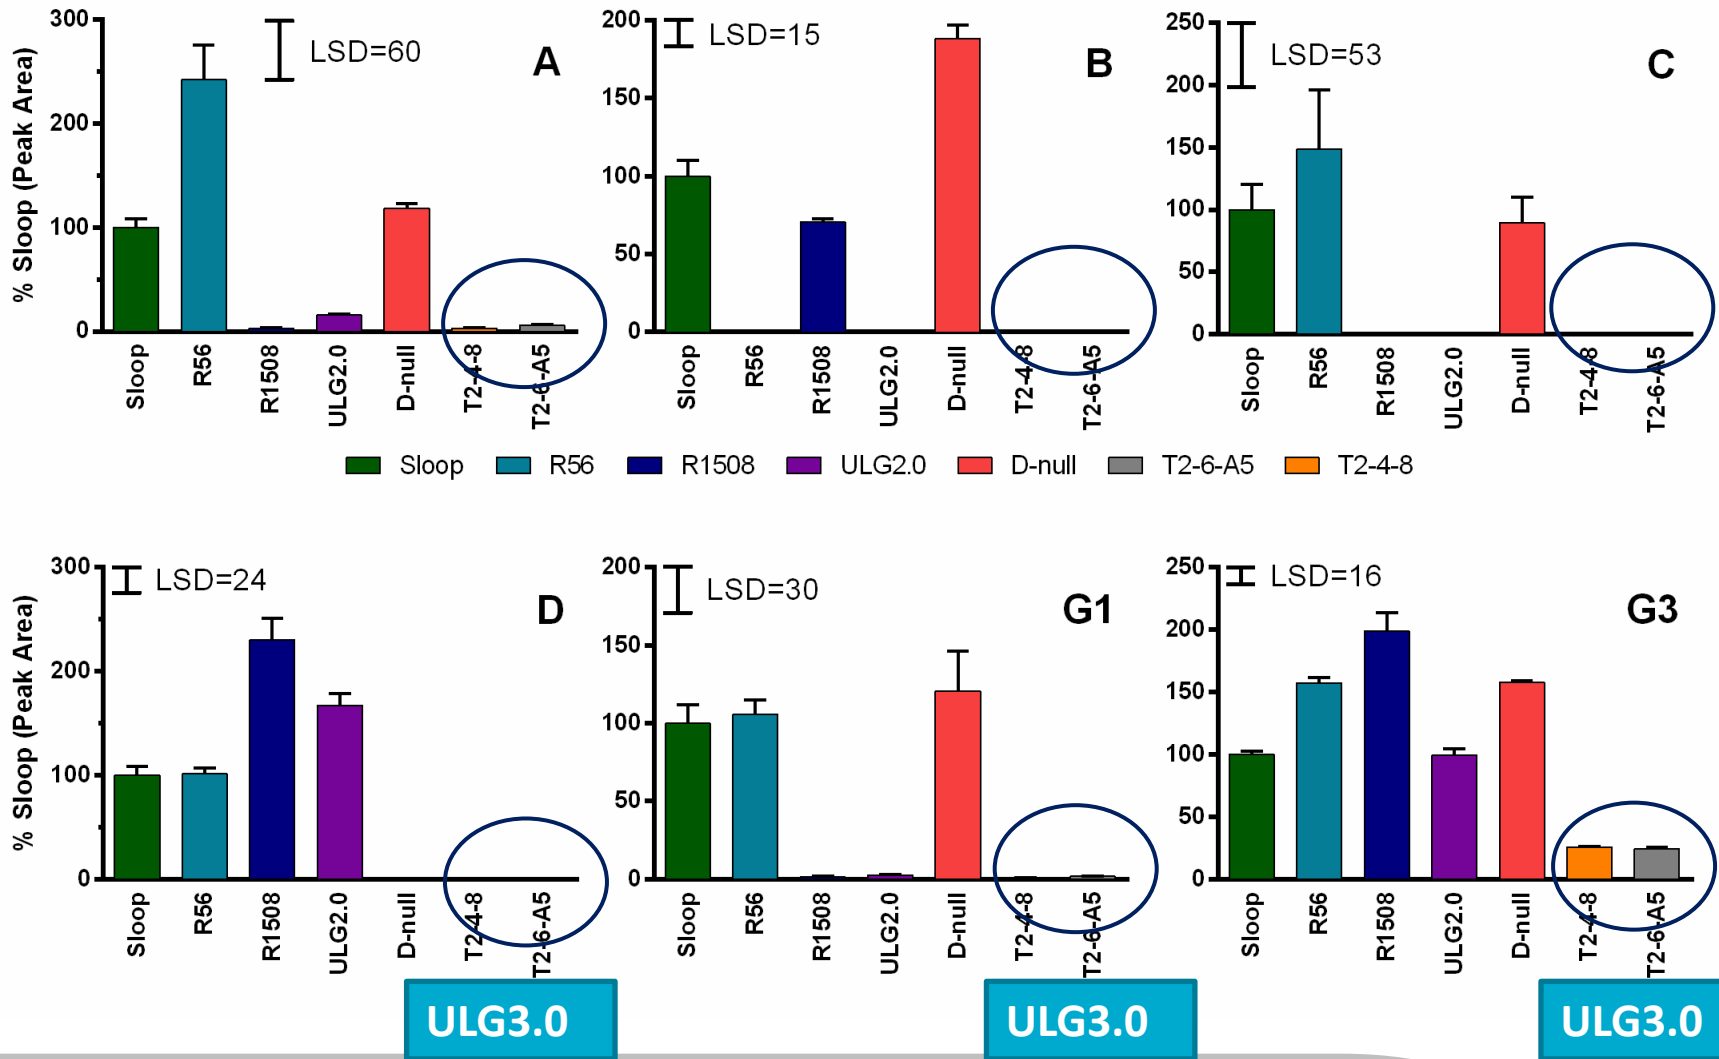 % Sloop (Peak Area)
300
200
100
0
LSD=60
A
Sloop
R56
R1508
ULG2.0
D-null
T2-4-8
T2-6-A5
200
150
100
50
0
LSD=15
B
Sloop
R56
R1508
ULG2.0
D-null
T2-4-8
T2-6-A5
250
200
150
100
50
0
LSD=53
C
Sloop
R56
R1508
ULG2.0
D-null
T2-4-8
T2-6-A5
Sloop R56 R1508 ULG2.0 D-null T2-6-A5 T2-4-8
% Sloop (Peak Area)
300
200
100
0
LSD=24
D
Sloop
R56
R1508
ULG2.0
D-null
T2-4-8
T2-6-A5
200
150
100
50
0
LSD=30
G1
Sloop
R56
R1508
ULG2.0
D-null
T2-4-8
T2-6-A5
250
200
150
100
50
0
LSD=16
G3
Sloop
R56
R1508
ULG2.0
D-null
T2-4-8
T2-6-A5
ULG3.0
ULG3.0
ULG3.0